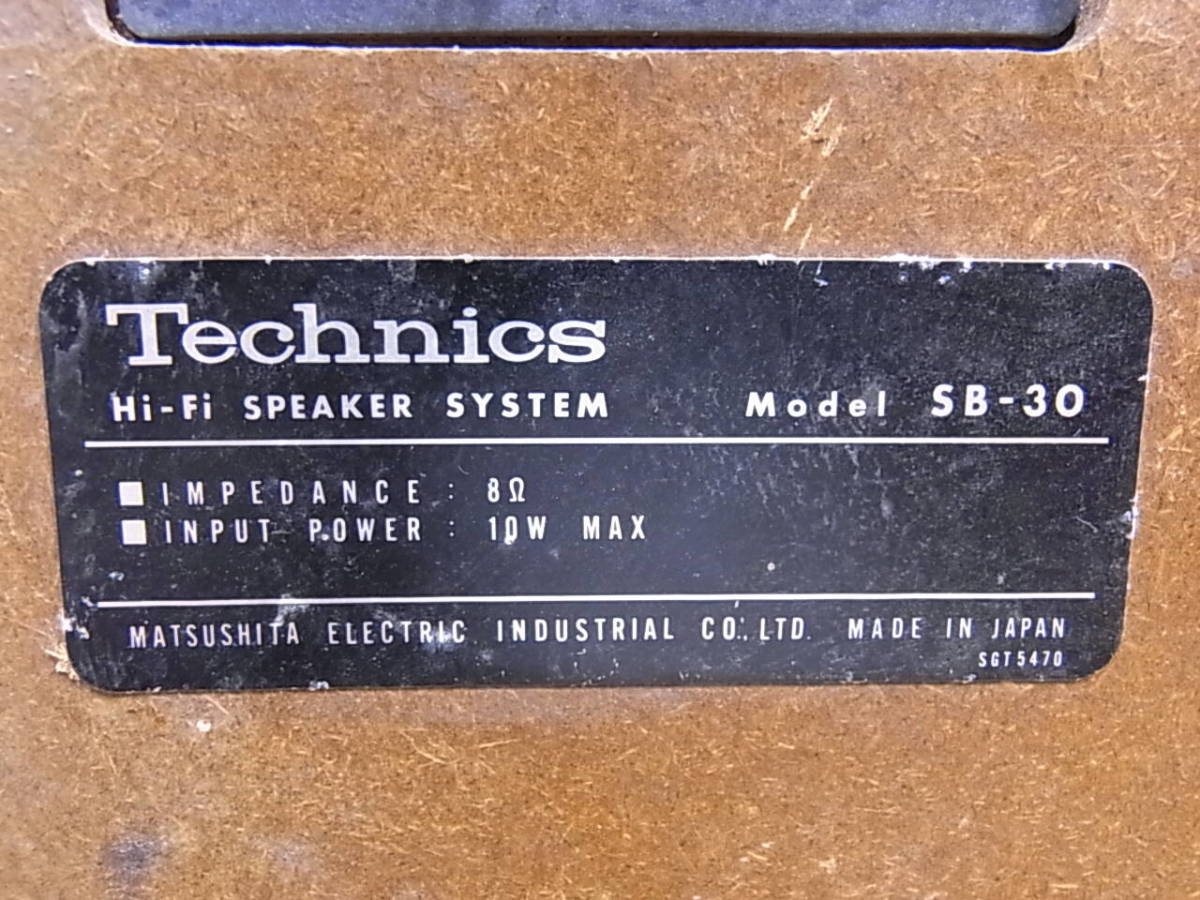 Technics
Hi-Fi SPEAKER SYSTEM Model SB-30
■ IMPEDANCE : 8Ω
■ INPUT POWER : 10W MAX
MATSUSHITA ELECTRIC INDUSTRIAL CO., LTD. MADE IN JAPAN
SGT5470